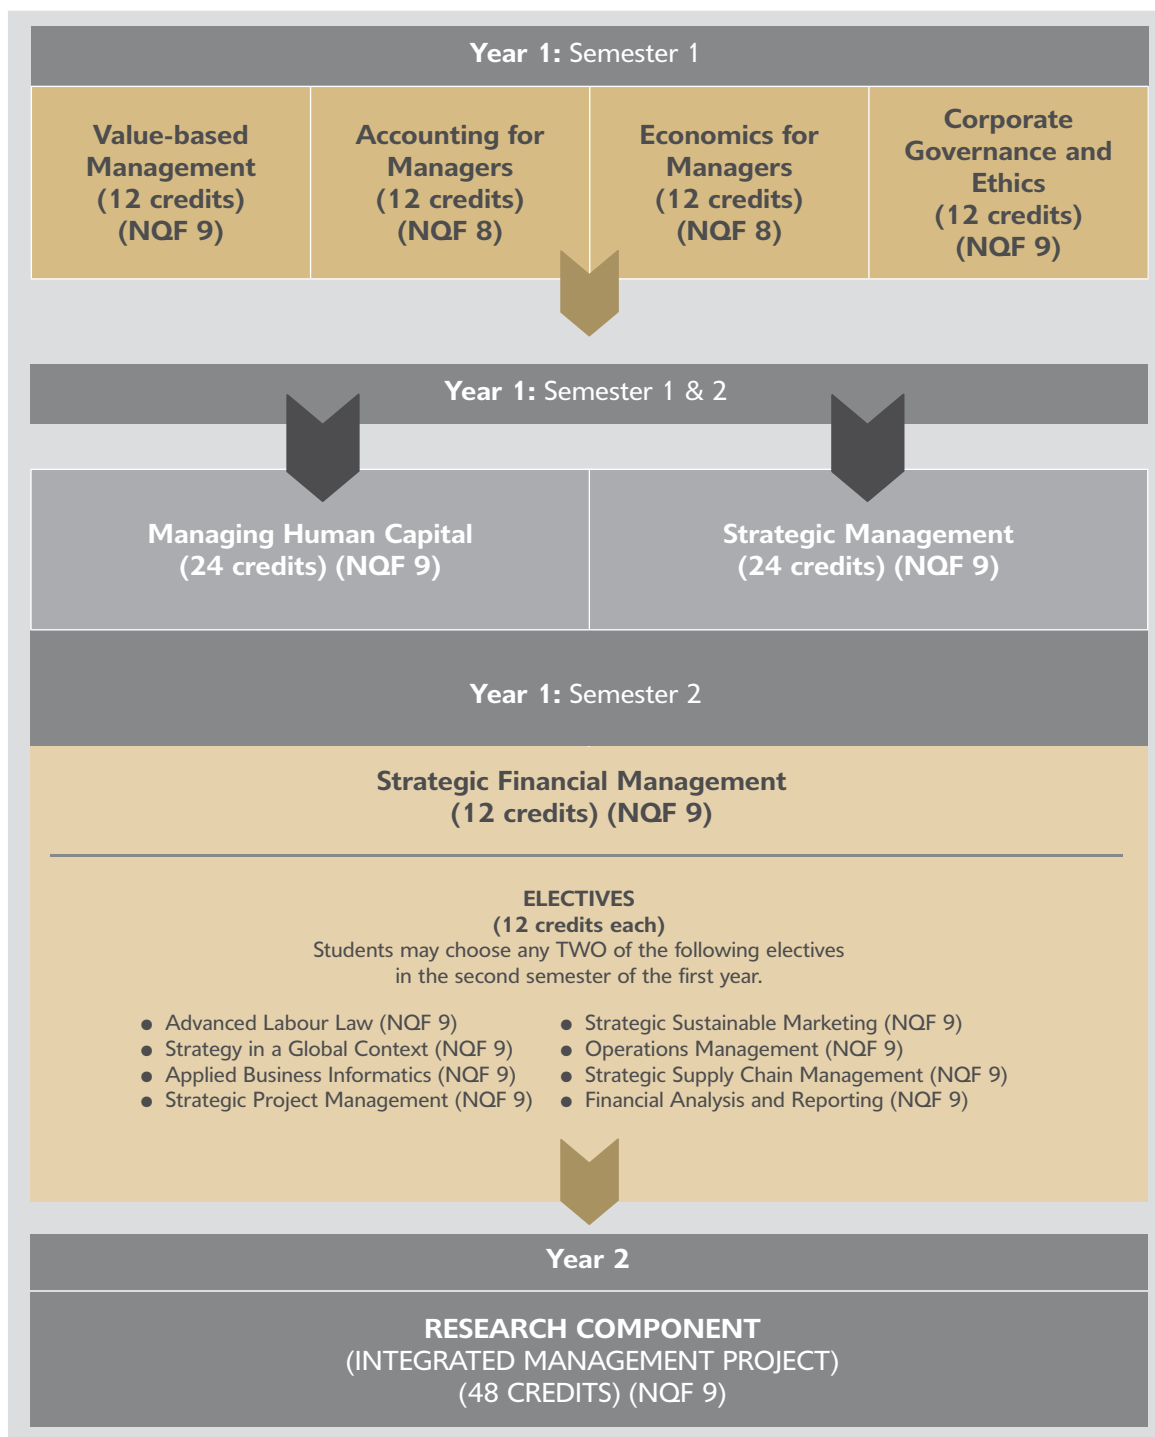 Year 1: Semester 1
Value-based
Management
(12 credits)
(NQF 9)
Accounting for
Managers
(12 credits)
(NQF 8)
Economics for
Managers
(12 credits)
(NQF 8)
Corporate
Governance and
Ethics
(12 credits)
(NQF 9)
Year 1: Semester 1 & 2
Managing Human Capital
(24 credits) (NQF 9)
Strategic Management
(24 credits) (NQF 9)
Year 1: Semester 2
Strategic Financial Management
(12 credits) (NQF 9)
ELECTIVES
(12 credits each)
Students may choose any TWO of the following electives
in the second semester of the first year.
● Advanced Labour Law (NQF 9)
● Strategy in a Global Context (NQF 9)
● Applied Business Informatics (NQF 9)
● Strategic Project Management (NQF 9)
● Strategic Sustainable Marketing (NQF 9)
● Operations Management (NQF 9)
● Strategic Supply Chain Management (NQF 9)
● Financial Analysis and Reporting (NQF 9)
Year 2
RESEARCH COMPONENT
(INTEGRATED MANAGEMENT PROJECT)
(48 CREDITS) (NQF 9)